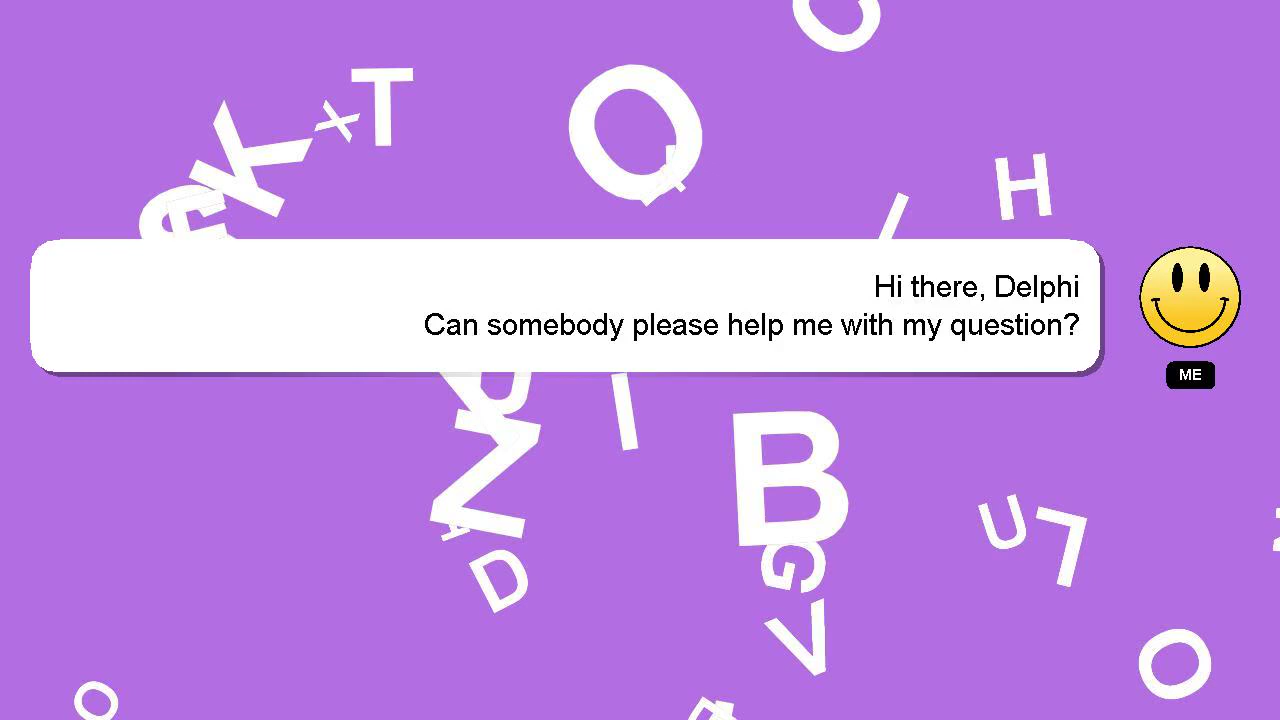 Hi there, Delphi
Can somebody please help me with my question?
ME
T
x
K
O
H
I
B
Z
D
G
U
L
V
O
O